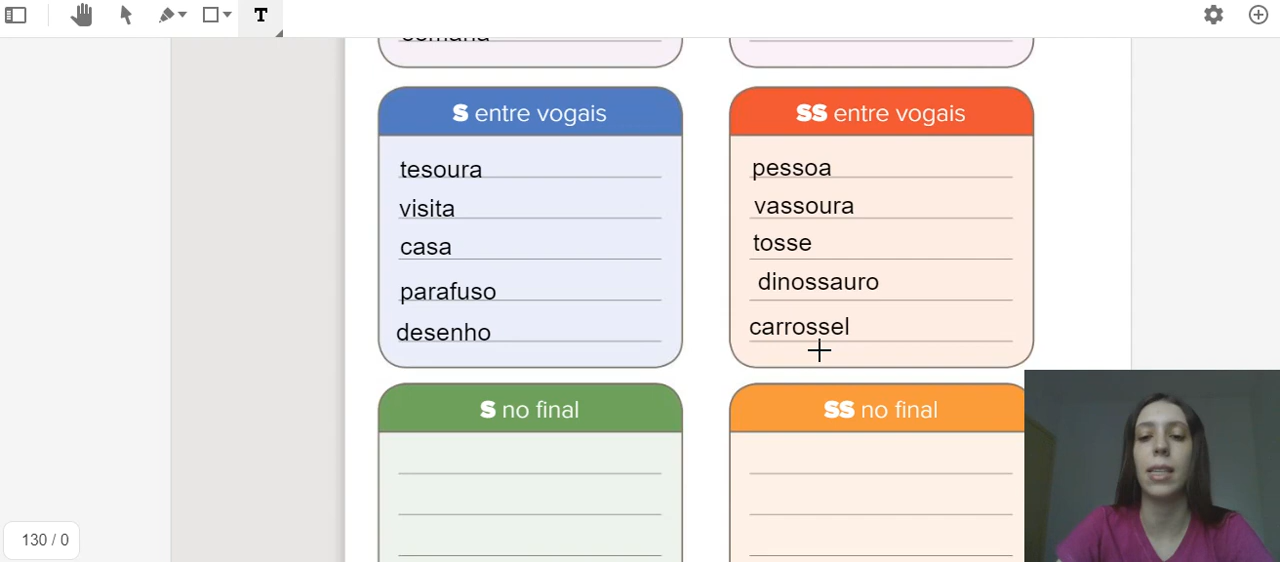 T
semana
S entre vogais
tesoura
visita
casa
parafuso
desenho
SS entre vogais
pessoa
vassoura
tosse
dinossauro
carrossel
S no final
SS no final
130 / 0